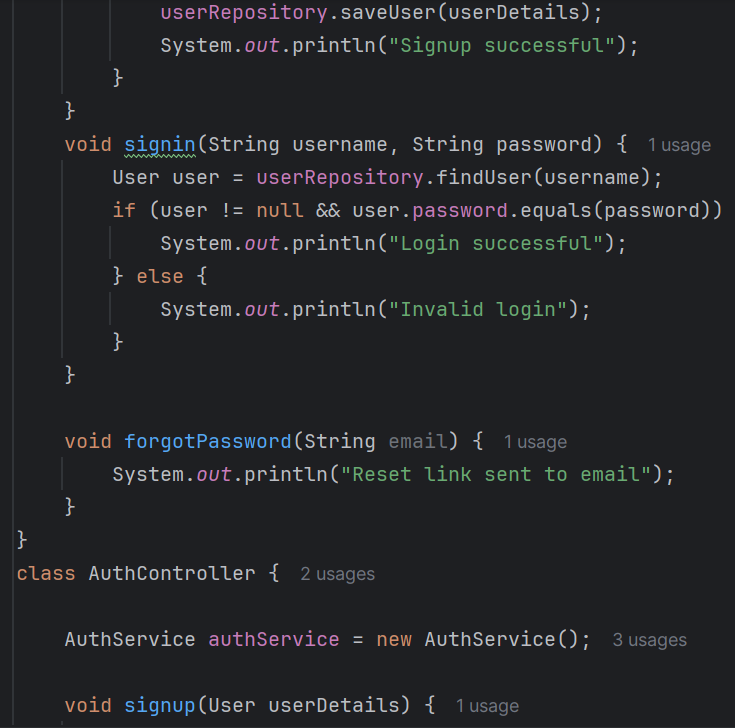 userRepository.saveUser(userDetails);
System.out.println("Signup successful");
}
}
void signin(String username, String password) { 1 usage
User user = userRepository.findUser(username);
if (user != null && user.password.equals(password))
System.out.println("Login successful");
} else {
System.out.println("Invalid login");
}
}
void forgotPassword(String email) { 1 usage
System.out.println("Reset link sent to email");
}
}
class AuthController { 2 usages
AuthService authService = new AuthService(); 3 usages
void signup(User userDetails) { 1 usage